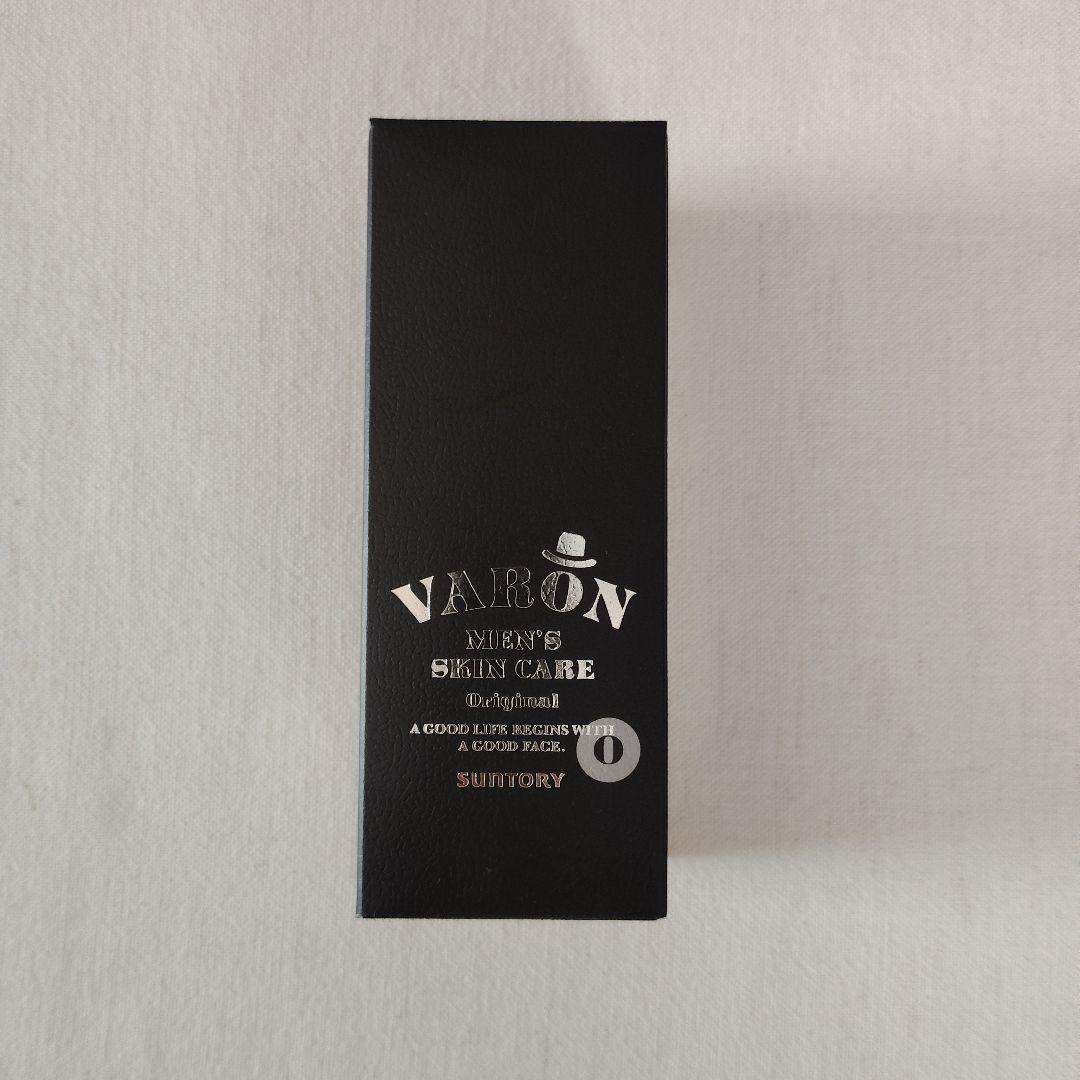 VARON
MEN'S
SKIN CARE
Original
A GOOD LIFE BEGINS WITH
A GOOD FACE.
O
SUNTORY